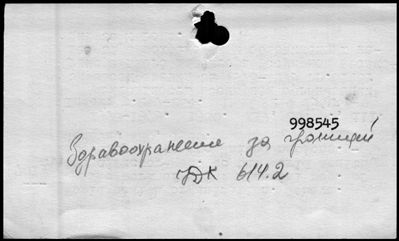 998545
Здравоохранение за границей
УДК 614.2